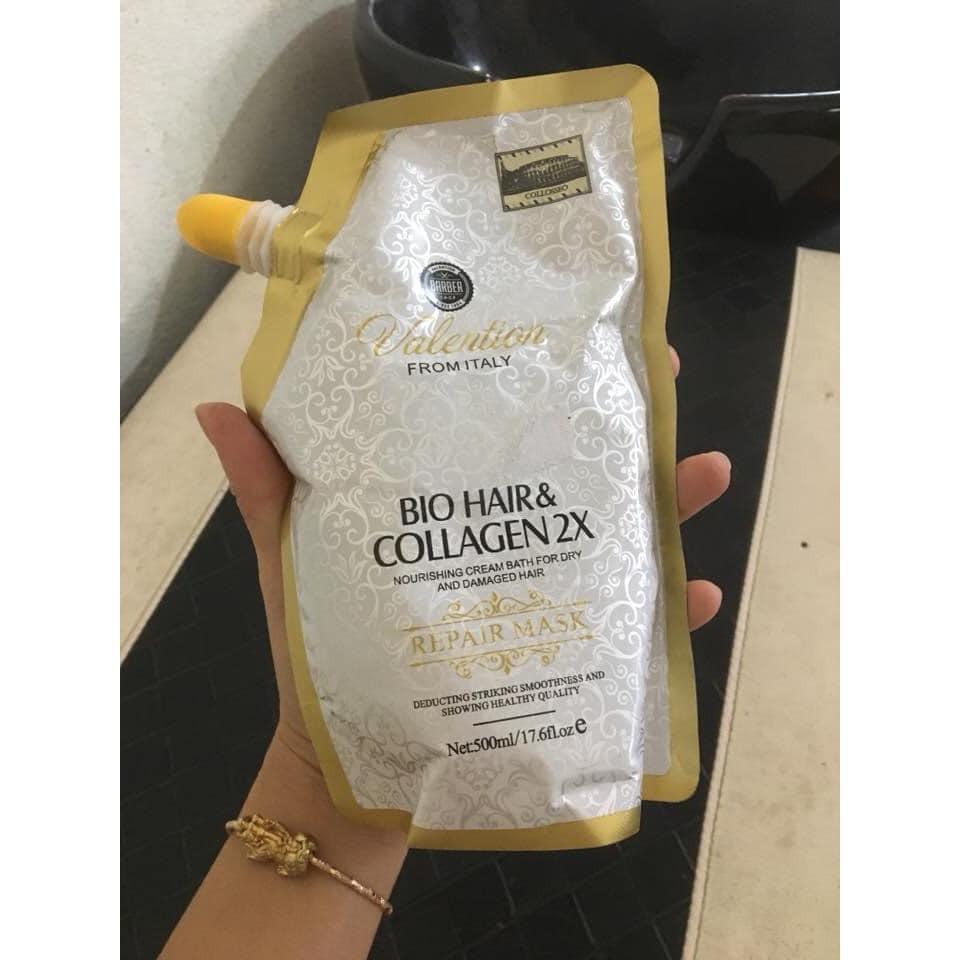 COLLOSEO
BARBER
Valention
FROM ITALY
BIO HAIR &
COLLAGEN 2X
NOURISHING CREAM BATH FOR DRY
AND DAMAGED HAIR
REPAIR MASK
DEDUCTING STRIKING SMOOTHNESS AND
SHOWING HEALTHY QUALITY
Net:500ml/17.6fl.oz e